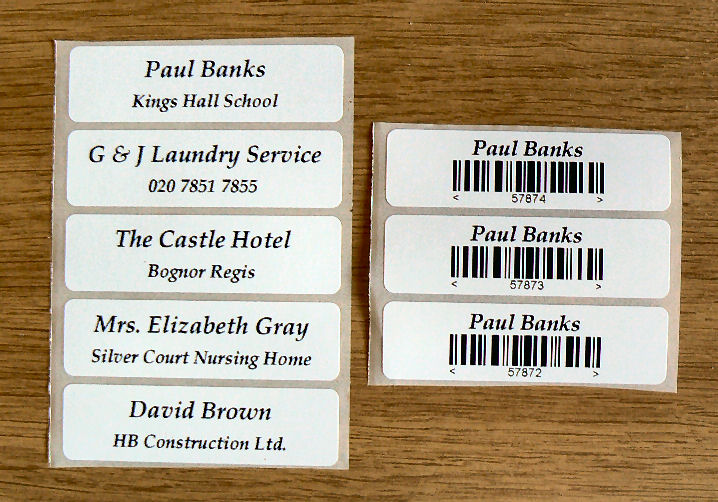 Paul Banks
Kings Hall School
G & J Laundry Service
020 7851 7855
The Castle Hotel
Bognor Regis
Mrs. Elizabeth Gray
Silver Court Nursing Home
David Brown
HB Construction Ltd.
Paul Banks
< 57874 >
Paul Banks
< 57873 >
Paul Banks
< 57872 >